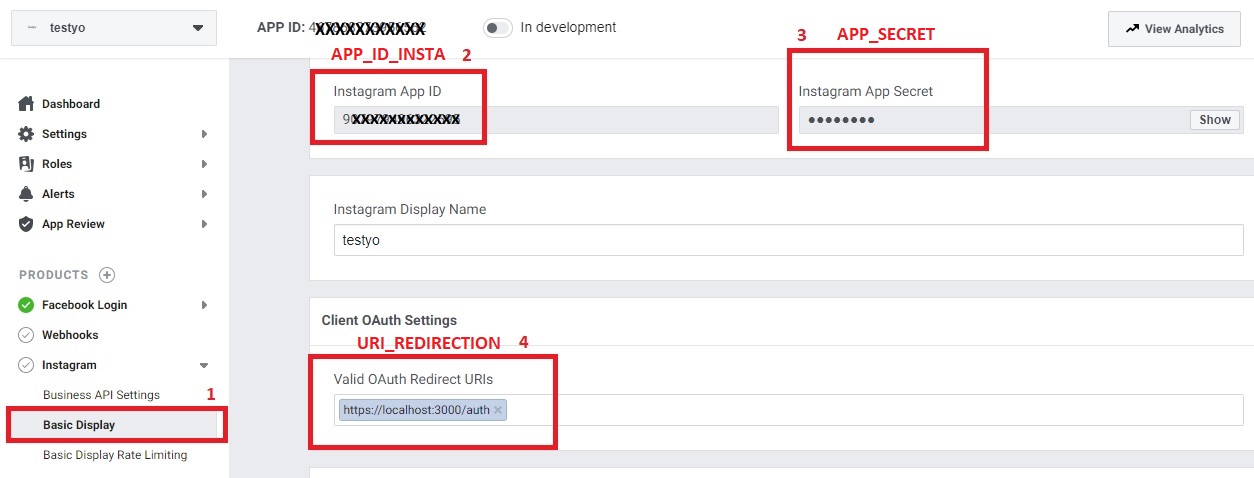 testyo
APP ID: XXXXXXXXXXXX
In development
View Analytics
APP_ID_INSTA 2
3 APP_SECRET
Instagram App ID
Instagram App Secret
XXXXXXXXXXXX
●●●●●●●●
Show
Dashboard
Settings
Roles
Alerts
App Review
Instagram Display Name
testyo
PRODUCTS
Facebook Login
Webhooks
Instagram
Business API Settings
1
Basic Display
Basic Display Rate Limiting
Client OAuth Settings
URI_REDIRECTION 4
Valid OAuth Redirect URIs
https://localhost:3000/auth ×